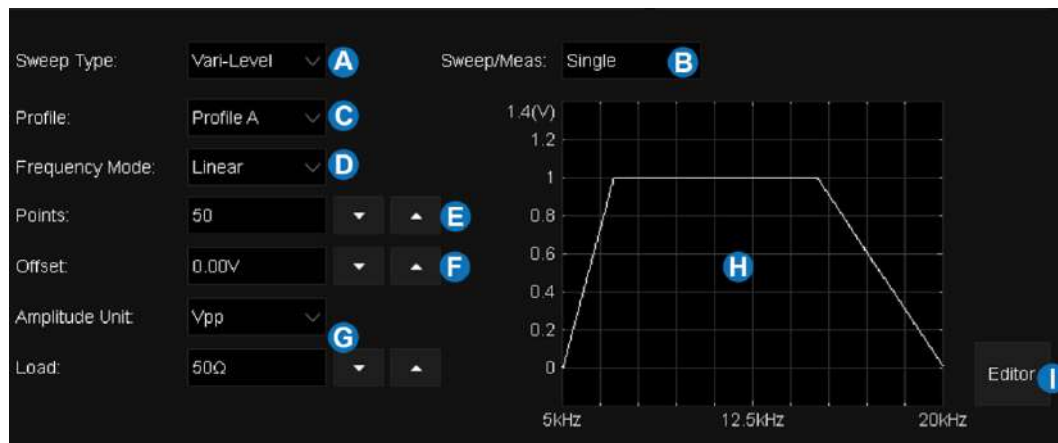 Sweep Type: Vari-Level A Sweep/Meas: Single B
Profile: Profile A C
Frequency Mode: Linear D
Points: 50 E
Offset: 0.00V F
Amplitude Unit: Vpp
G
Load: 50Ω
1.4(V)
1.2
1
0.8
0.6
0.4
0.2
0
H
5kHz 12.5kHz 20kHz
Editor I